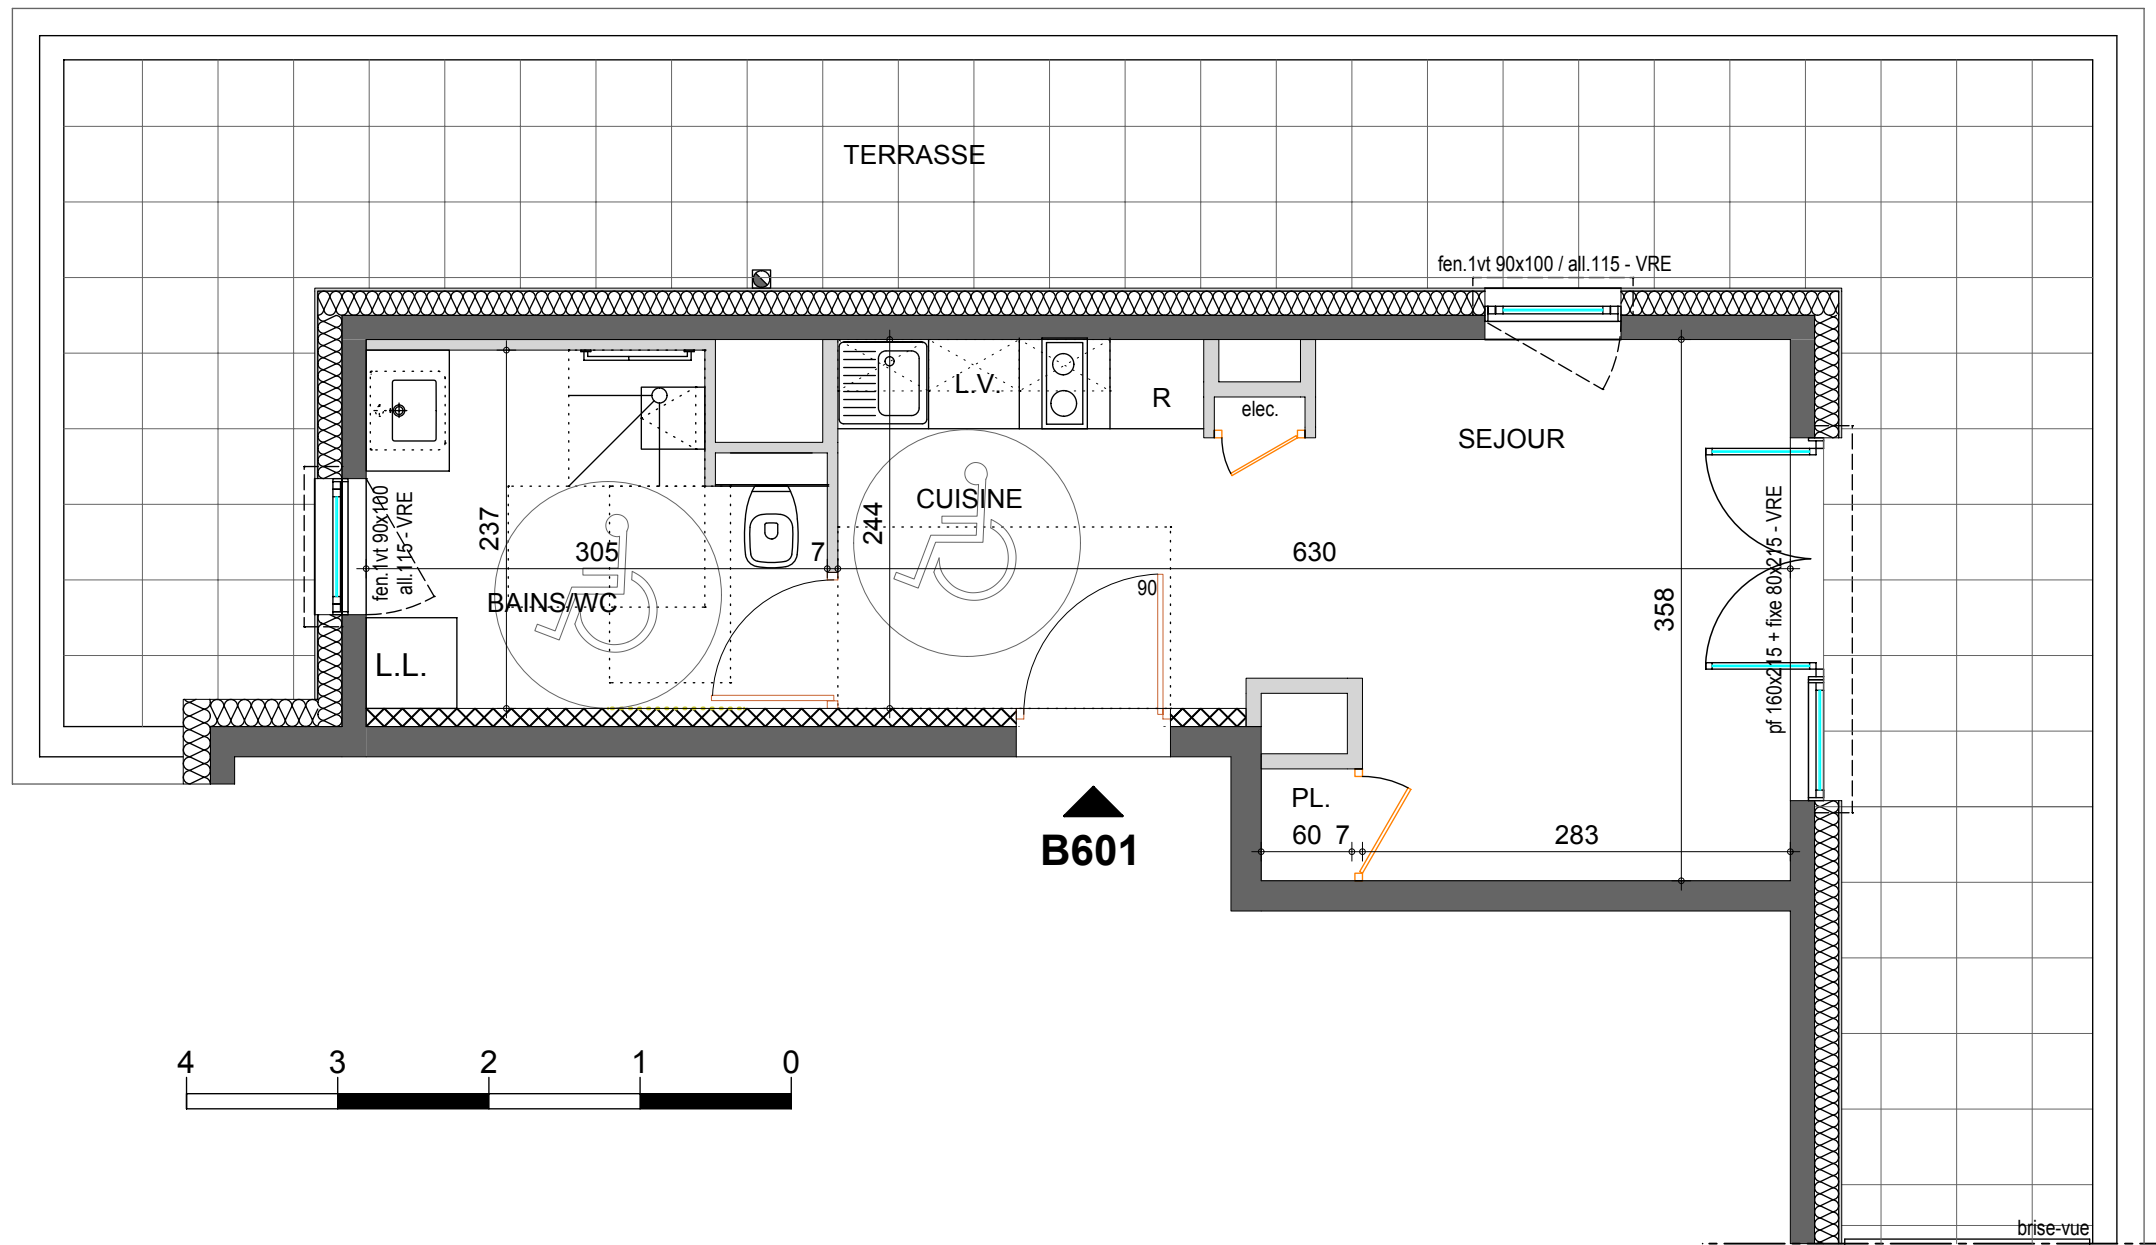 TERRASSE
fen.1vt 90x100 / all.115 - VRE
L.V.
R
elec.
SEJOUR
CUISINE
fen.1vt 90x100
all.115 - VRE
237
305
7
244
630
90
358
pf 160x215 + fixe 80x215 - VRE
BAINS/WC
L.L.
PL.
60
7
283
B601
4
3
2
1
0
brise-vue